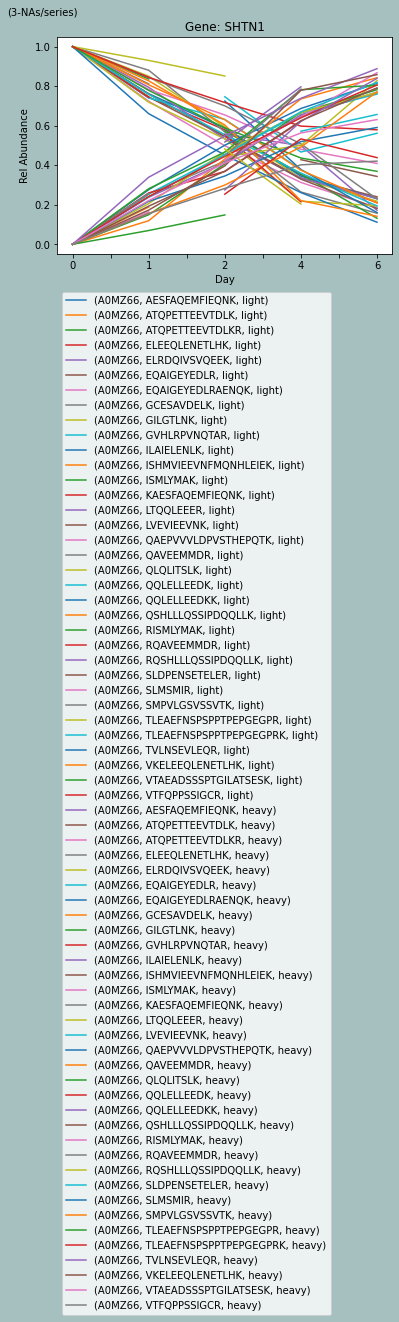 (3-NAs/series)
Gene: SHTN1
1.0
0.8
0.6
0.4
0.2
0.0
Rel Abundance
0 1 2 4 6
Day
(A0MZ66, AESFAQEMFIEQNK, light)
(A0MZ66, ATQPETTEEVTDLK, light)
(A0MZ66, ATQPETTEEVTDLKR, light)
(A0MZ66, ELEEQLENETLHK, light)
(A0MZ66, ELRDQIVSVQEEK, light)
(A0MZ66, EQAIGEYEDLR, light)
(A0MZ66, EQAIGEYEDLRAENQK, light)
(A0MZ66, GCESAVDELK, light)
(A0MZ66, GILGTLNK, light)
(A0MZ66, GVHLRPVNQTAR, light)
(A0MZ66, ILAIELENLK, light)
(A0MZ66, ISHMVIEEVNFMQNHLEIEK, light)
(A0MZ66, ISMLYMAK, light)
(A0MZ66, KAESFAQEMFIEQNK, light)
(A0MZ66, LTQQLEEER, light)
(A0MZ66, LVEVIEEVNK, light)
(A0MZ66, QAEPVVVLDPVSTHEPQTK, light)
(A0MZ66, QAVEEMMDR, light)
(A0MZ66, QLQLITSLK, light)
(A0MZ66, QQLELLEEDK, light)
(A0MZ66, QQLELLEEDKK, light)
(A0MZ66, QSHLLLQSSIPDQQLLK, light)
(A0MZ66, RISMLYMAK, light)
(A0MZ66, RQAVEEMMDR, light)
(A0MZ66, RQSHLLLQSSIPDQQLLK, light)
(A0MZ66, SLDPENSETELER, light)
(A0MZ66, SLMSMIR, light)
(A0MZ66, SMPVLGSVSSVTK, light)
(A0MZ66, TLEAEFNSPSPPTPEPGEGPR, light)
(A0MZ66, TLEAEFNSPSPPTPEPGEGPRK, light)
(A0MZ66, TVLNSEVLEQR, light)
(A0MZ66, VKELEEQLENETLHK, light)
(A0MZ66, VTAEADSSSPTGILATSESK, light)
(A0MZ66, VTFQPPSSIGCR, light)
(A0MZ66, AESFAQEMFIEQNK, heavy)
(A0MZ66, ATQPETTEEVTDLK, heavy)
(A0MZ66, ATQPETTEEVTDLKR, heavy)
(A0MZ66, ELEEQLENETLHK, heavy)
(A0MZ66, ELRDQIVSVQEEK, heavy)
(A0MZ66, EQAIGEYEDLR, heavy)
(A0MZ66, EQAIGEYEDLRAENQK, heavy)
(A0MZ66, GCESAVDELK, heavy)
(A0MZ66, GILGTLNK, heavy)
(A0MZ66, GVHLRPVNQTAR, heavy)
(A0MZ66, ILAIELENLK, heavy)
(A0MZ66, ISHMVIEEVNFMQNHLEIEK, heavy)
(A0MZ66, ISMLYMAK, heavy)
(A0MZ66, KAESFAQEMFIEQNK, heavy)
(A0MZ66, LTQQLEEER, heavy)
(A0MZ66, LVEVIEEVNK, heavy)
(A0MZ66, QAEPVVVLDPVSTHEPQTK, heavy)
(A0MZ66, QAVEEMMDR, heavy)
(A0MZ66, QLQLITSLK, heavy)
(A0MZ66, QQLELLEEDK, heavy)
(A0MZ66, QQLELLEEDKK, heavy)
(A0MZ66, QSHLLLQSSIPDQQLLK, heavy)
(A0MZ66, RISMLYMAK, heavy)
(A0MZ66, RQAVEEMMDR, heavy)
(A0MZ66, RQSHLLLQSSIPDQQLLK, heavy)
(A0MZ66, SLDPENSETELER, heavy)
(A0MZ66, SLMSMIR, heavy)
(A0MZ66, SMPVLGSVSSVTK, heavy)
(A0MZ66, TLEAEFNSPSPPTPEPGEGPR, heavy)
(A0MZ66, TLEAEFNSPSPPTPEPGEGPRK, heavy)
(A0MZ66, TVLNSEVLEQR, heavy)
(A0MZ66, VKELEEQLENETLHK, heavy)
(A0MZ66, VTAEADSSSPTGILATSESK, heavy)
(A0MZ66, VTFQPPSSIGCR, heavy)